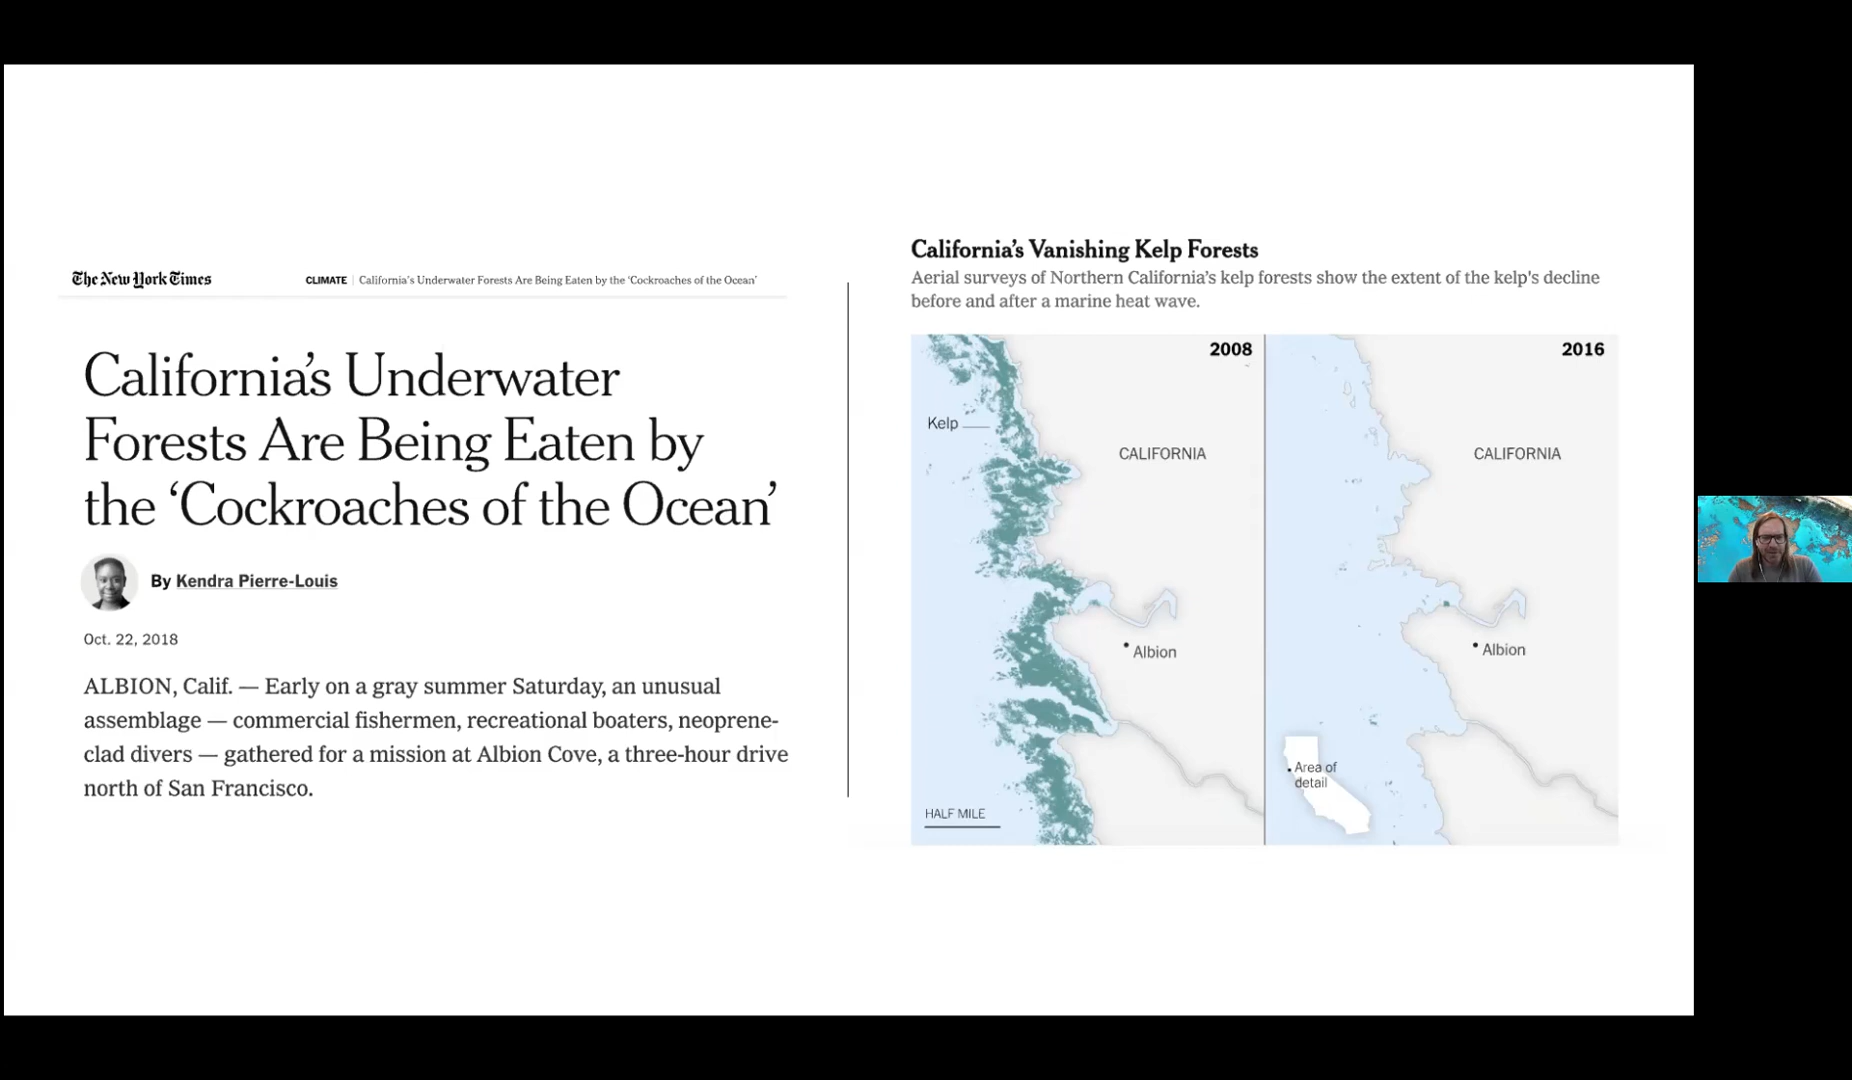 The New York Times
CLIMATE | California's Underwater Forests Are Being Eaten by the 'Cockroaches of the Ocean'
California's Underwater
Forests Are Being Eaten by
the 'Cockroaches of the Ocean'
By Kendra Pierre-Louis
Oct. 22, 2018
ALBION, Calif. — Early on a gray summer Saturday, an unusual
assemblage — commercial fishermen, recreational boaters, neoprene-
clad divers — gathered for a mission at Albion Cove, a three-hour drive
north of San Francisco.
California's Vanishing Kelp Forests
Aerial surveys of Northern California's kelp forests show the extent of the kelp's decline
before and after a marine heat wave.
2008
Kelp
CALIFORNIA
Albion
HALF MILE
2016
CALIFORNIA
Albion
Area of
detail